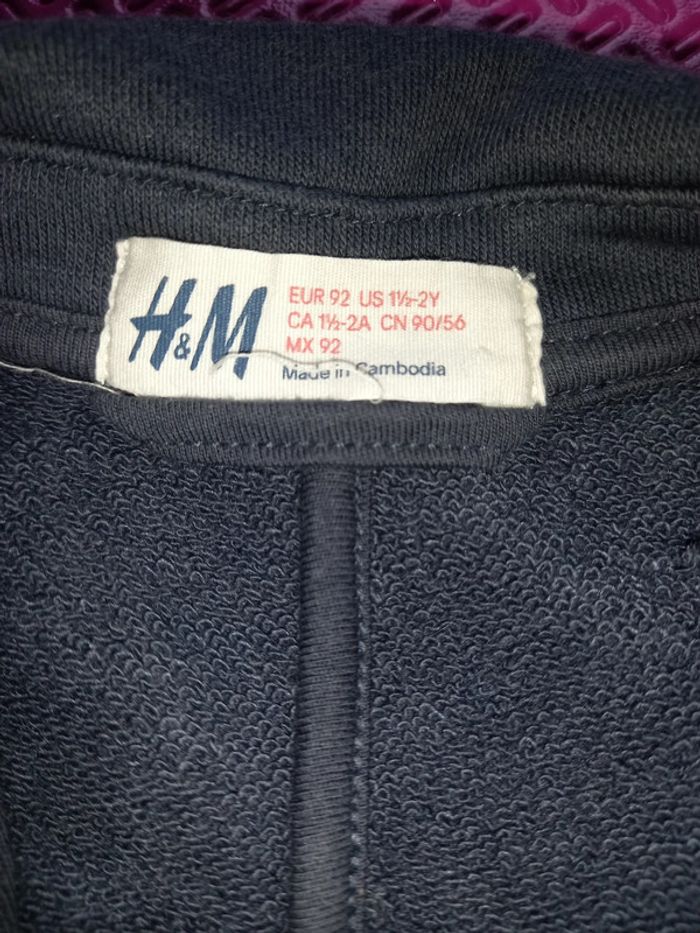 H&M
EUR 92 US 1½-2Y
CA 1½-2A CN 90/56
MX 92
Made in Cambodia